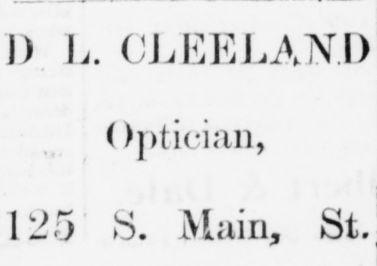 D L. CLEELAND
Optician,
125 S. Main, St.